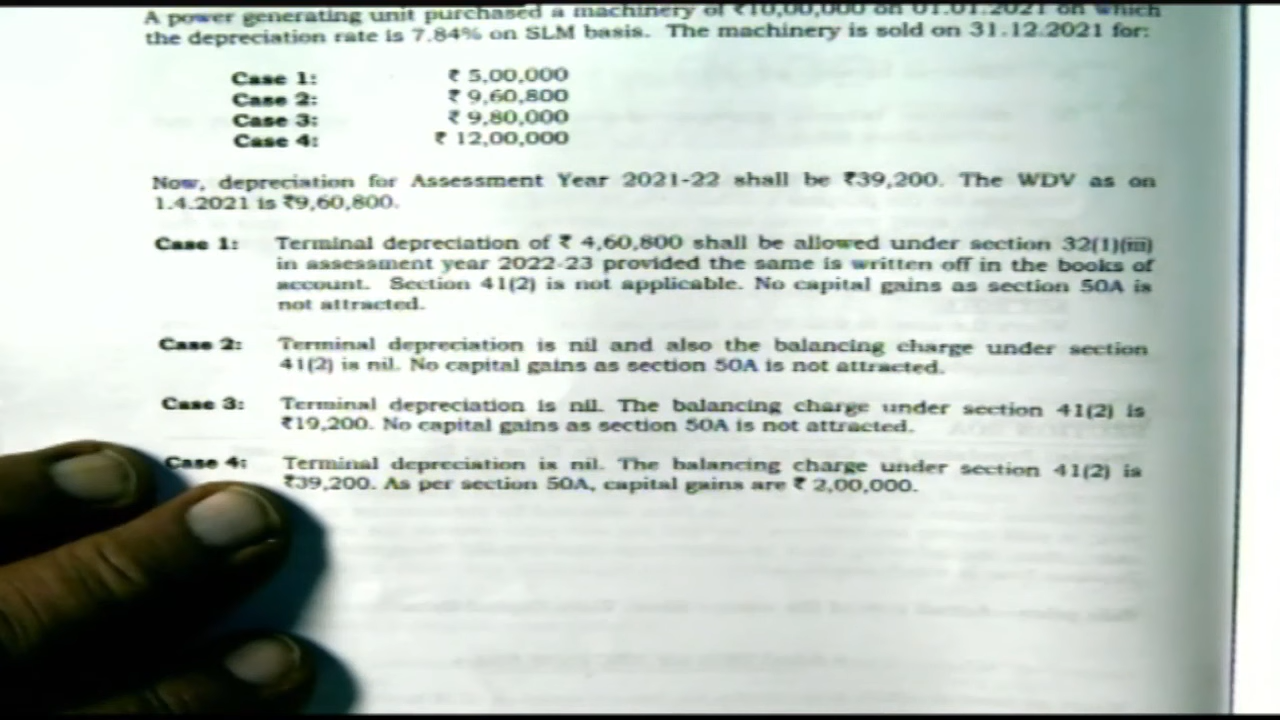 A power generating unit purchased a machinery of ₹10,00,000 on 01.01.2021 on which
the depreciation rate is 7.84% on SLM basis. The machinery is sold on 31.12.2021 for:
Case 1: ₹ 5,00,000
Case 2: ₹ 9,60,800
Case 3: ₹ 9,80,000
Case 4: ₹ 12,00,000
Now, depreciation for Assessment Year 2021-22 shall be ₹39,200. The WDV as on
1.4.2021 is ₹9,60,800.
Case 1: Terminal depreciation of ₹ 4,60,800 shall be allowed under section 32(1)(iii)
in assessment year 2022-23 provided the same is written off in the books of
account. Section 41(2) is not applicable. No capital gains as section 50A is
not attracted.
Case 2: Terminal depreciation is nil and also the balancing charge under section
41(2) is nil. No capital gains as section 50A is not attracted.
Case 3: Terminal depreciation is nil. The balancing charge under section 41(2) is
₹19,200. No capital gains as section 50A is not attracted.
Case 4: Terminal depreciation is nil. The balancing charge under section 41(2) is
₹39,200. As per section 50A, capital gains are ₹ 2,00,000.